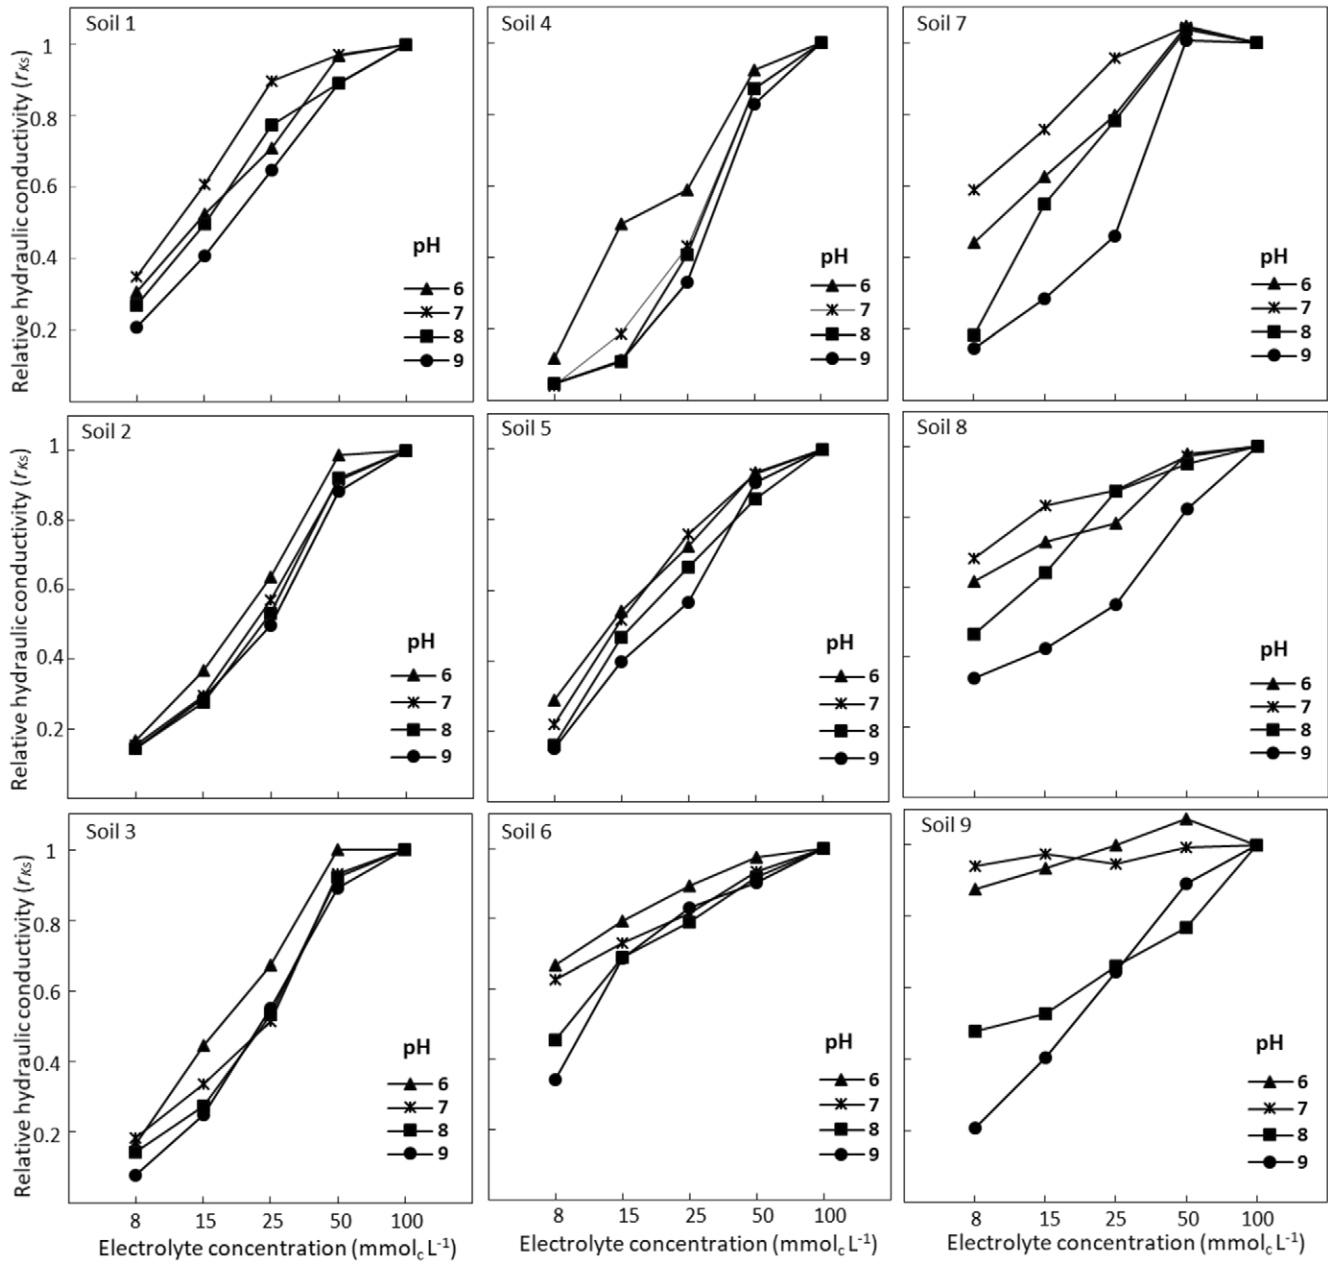 Soil 1
Relative hydraulic conductivity (rKs)
1
0.8
0.6
0.4
0.2
pH
6
7
8
9
Soil 4
pH
6
7
8
9
Soil 7
pH
6
7
8
9
Soil 2
Relative hydraulic conductivity (rKs)
1
0.8
0.6
0.4
0.2
pH
6
7
8
9
Soil 5
pH
6
7
8
9
Soil 8
pH
6
7
8
9
Soil 3
Relative hydraulic conductivity (rKs)
1
0.8
0.6
0.4
0.2
pH
6
7
8
9
8 15 25 50 100
Electrolyte concentration (mmolc L-1)
Soil 6
pH
6
7
8
9
8 15 25 50 100
Electrolyte concentration (mmolc L-1)
Soil 9
pH
6
7
8
9
8 15 25 50 100
Electrolyte concentration (mmolc L-1)